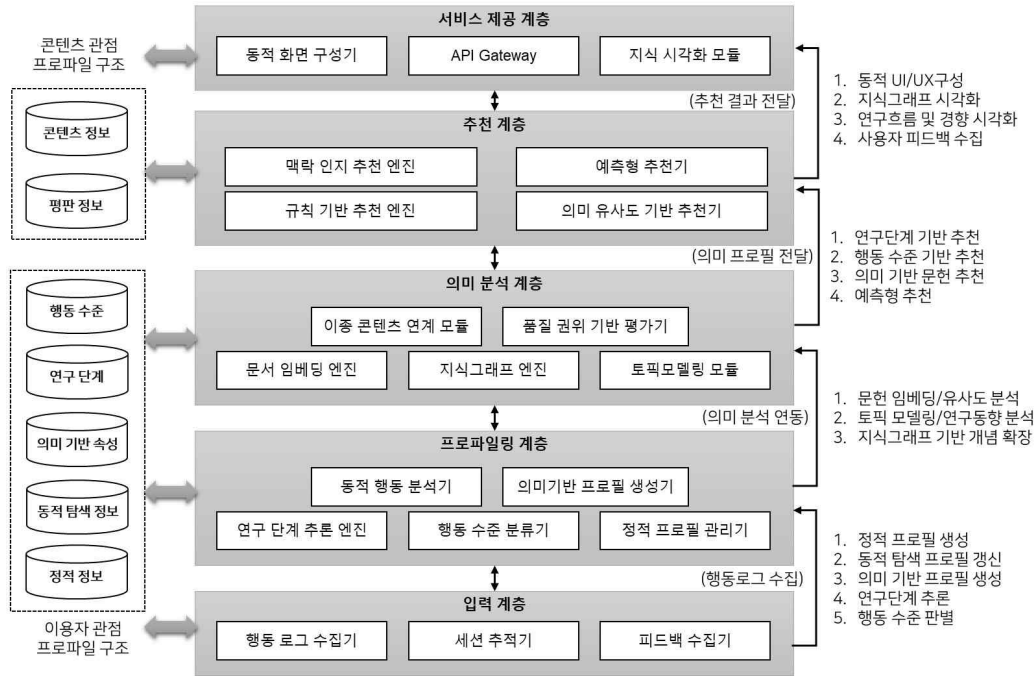 서비스 제공 계층
콘텐츠 관점
프로파일 구조
동적 화면 구성기
API Gateway
지식 시각화 모듈
(추천 결과 전달)
1. 동적 UI/UX구성
2. 지식그래프 시각화
3. 연구흐름 및 경향 시각화
4. 사용자 피드백 수집
콘텐츠 정보
평판 정보
추천 계층
맥락 인지 추천 엔진
예측형 추천기
규칙 기반 추천 엔진
의미 유사도 기반 추천기
(의미 프로필 전달)
1. 연구단계 기반 추천
2. 행동 수준 기반 추천
3. 의미 기반 문헌 추천
4. 예측형 추천
의미 분석 계층
행동 수준
연구 단계
의미 기반 속성
동적 탐색 정보
정적 정보
이종 콘텐츠 연계 모듈
품질 권위 기반 평가기
문서 임베딩 엔진
지식그래프 엔진
토픽모델링 모듈
(의미 분석 연동)
1. 문헌 임베딩/유사도 분석
2. 토픽 모델링/연구동향 분석
3. 지식그래프 기반 개념 확장
프로파일링 계층
동적 행동 분석기
의미기반 프로필 생성기
연구 단계 추론 엔진
행동 수준 분류기
정적 프로필 관리기
(행동로그 수집)
1. 정적 프로필 생성
2. 동적 탐색 프로필 갱신
3. 의미 기반 프로필 생성
4. 연구단계 추론
5. 행동 수준 판별
입력 계층
이용자 관점
프로파일 구조
행동 로그 수집기
세션 추적기
피드백 수집기